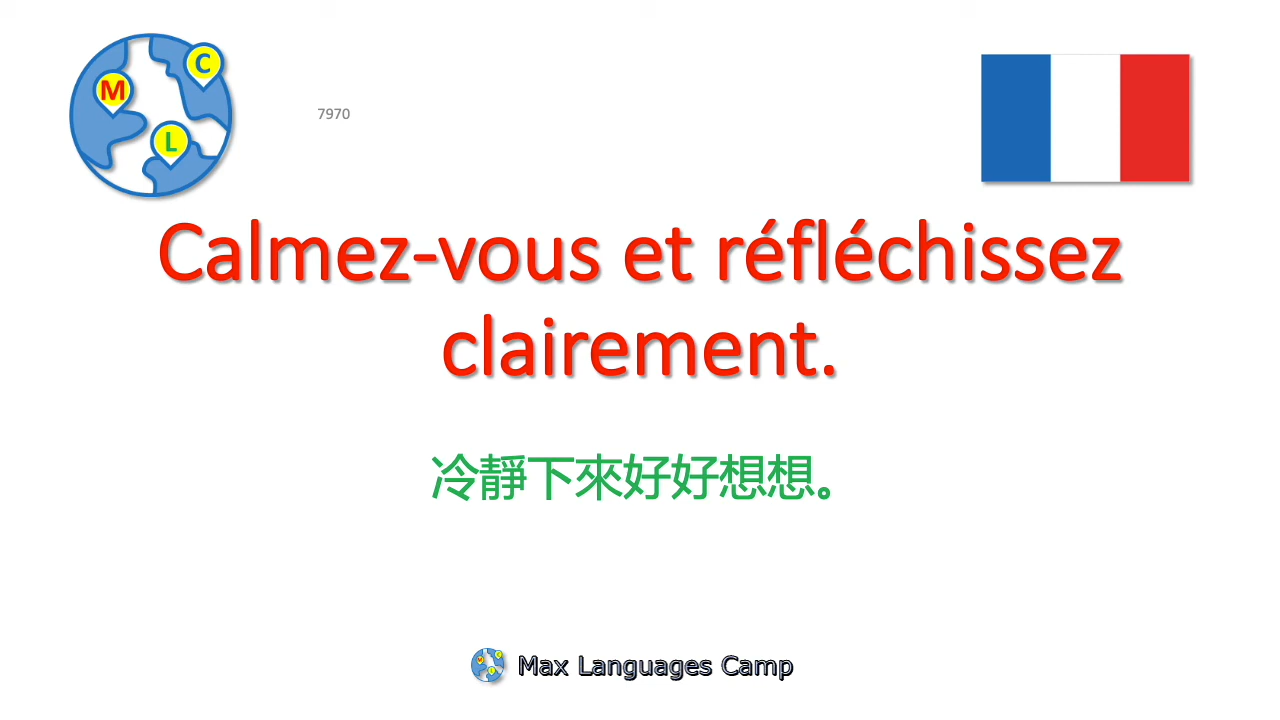 M
C
L
7970
Calmez-vous et réfléchissez
clairement.
冷靜下來好好想想。
Max Languages Camp